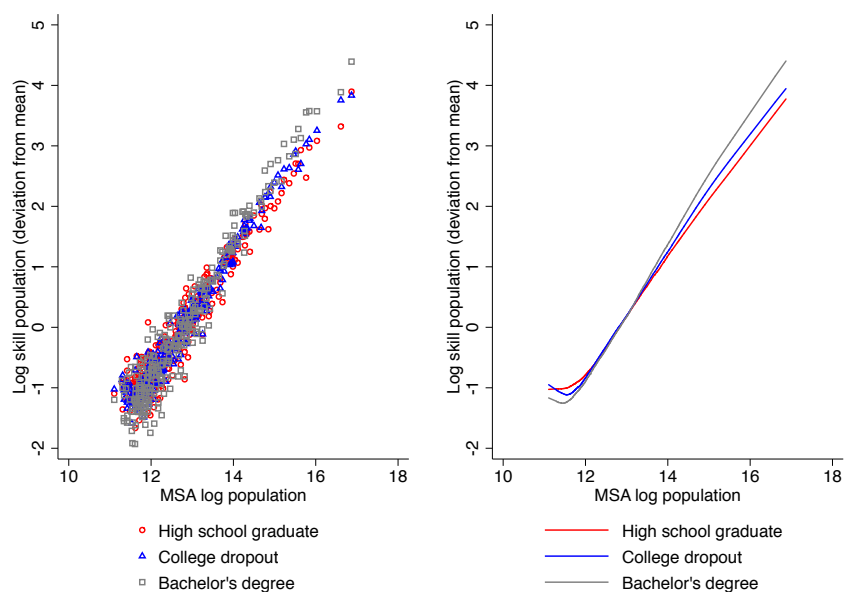 Log skill population (deviation from mean)
5
4
3
2
1
0
-1
-2
10 12 14 16 18
MSA log population
High school graduate
College dropout
Bachelor's degree
Log skill population (deviation from mean)
5
4
3
2
1
0
-1
-2
10 12 14 16 18
MSA log population
High school graduate
College dropout
Bachelor's degree